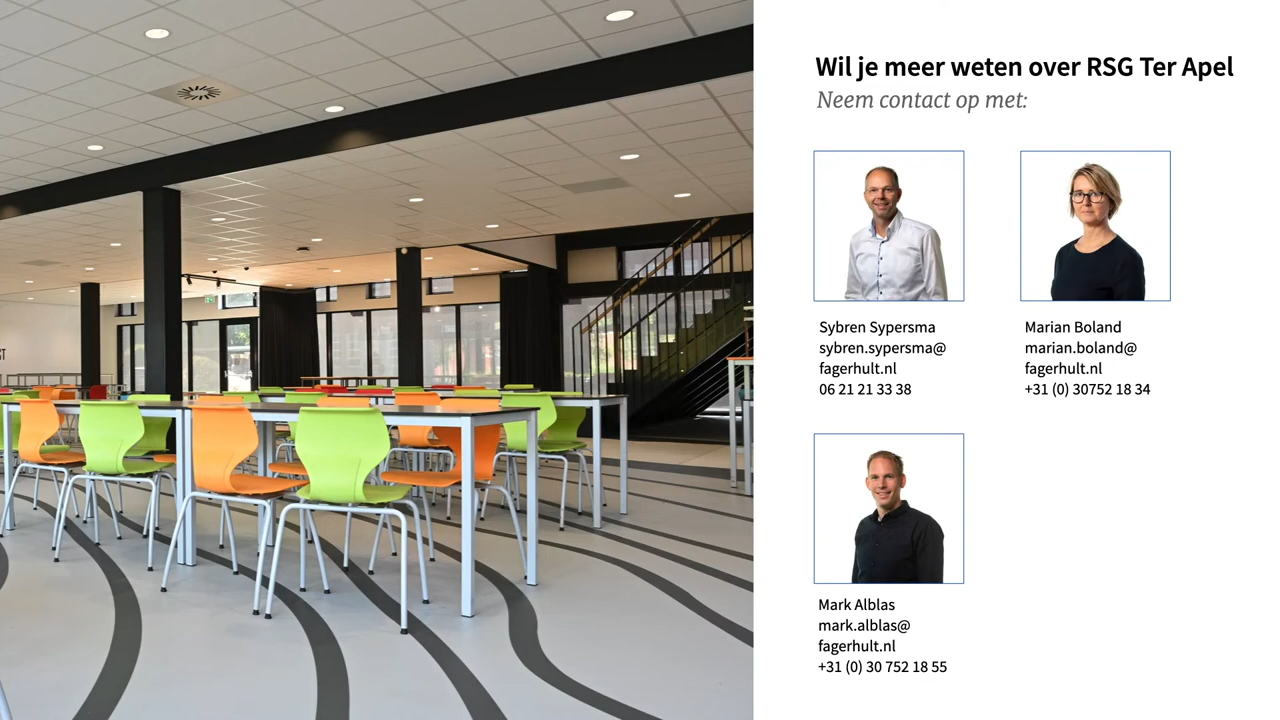 Wil je meer weten over RSG Ter Apel
Neem contact op met:
Sybren Sypersma
sybren.sypersma@
fagerhult.nl
06 21 21 33 38
Marian Boland
marian.boland@
fagerhult.nl
+31 (0) 30752 18 34
Mark Alblas
mark.alblas@
fagerhult.nl
+31 (0) 30 752 18 55